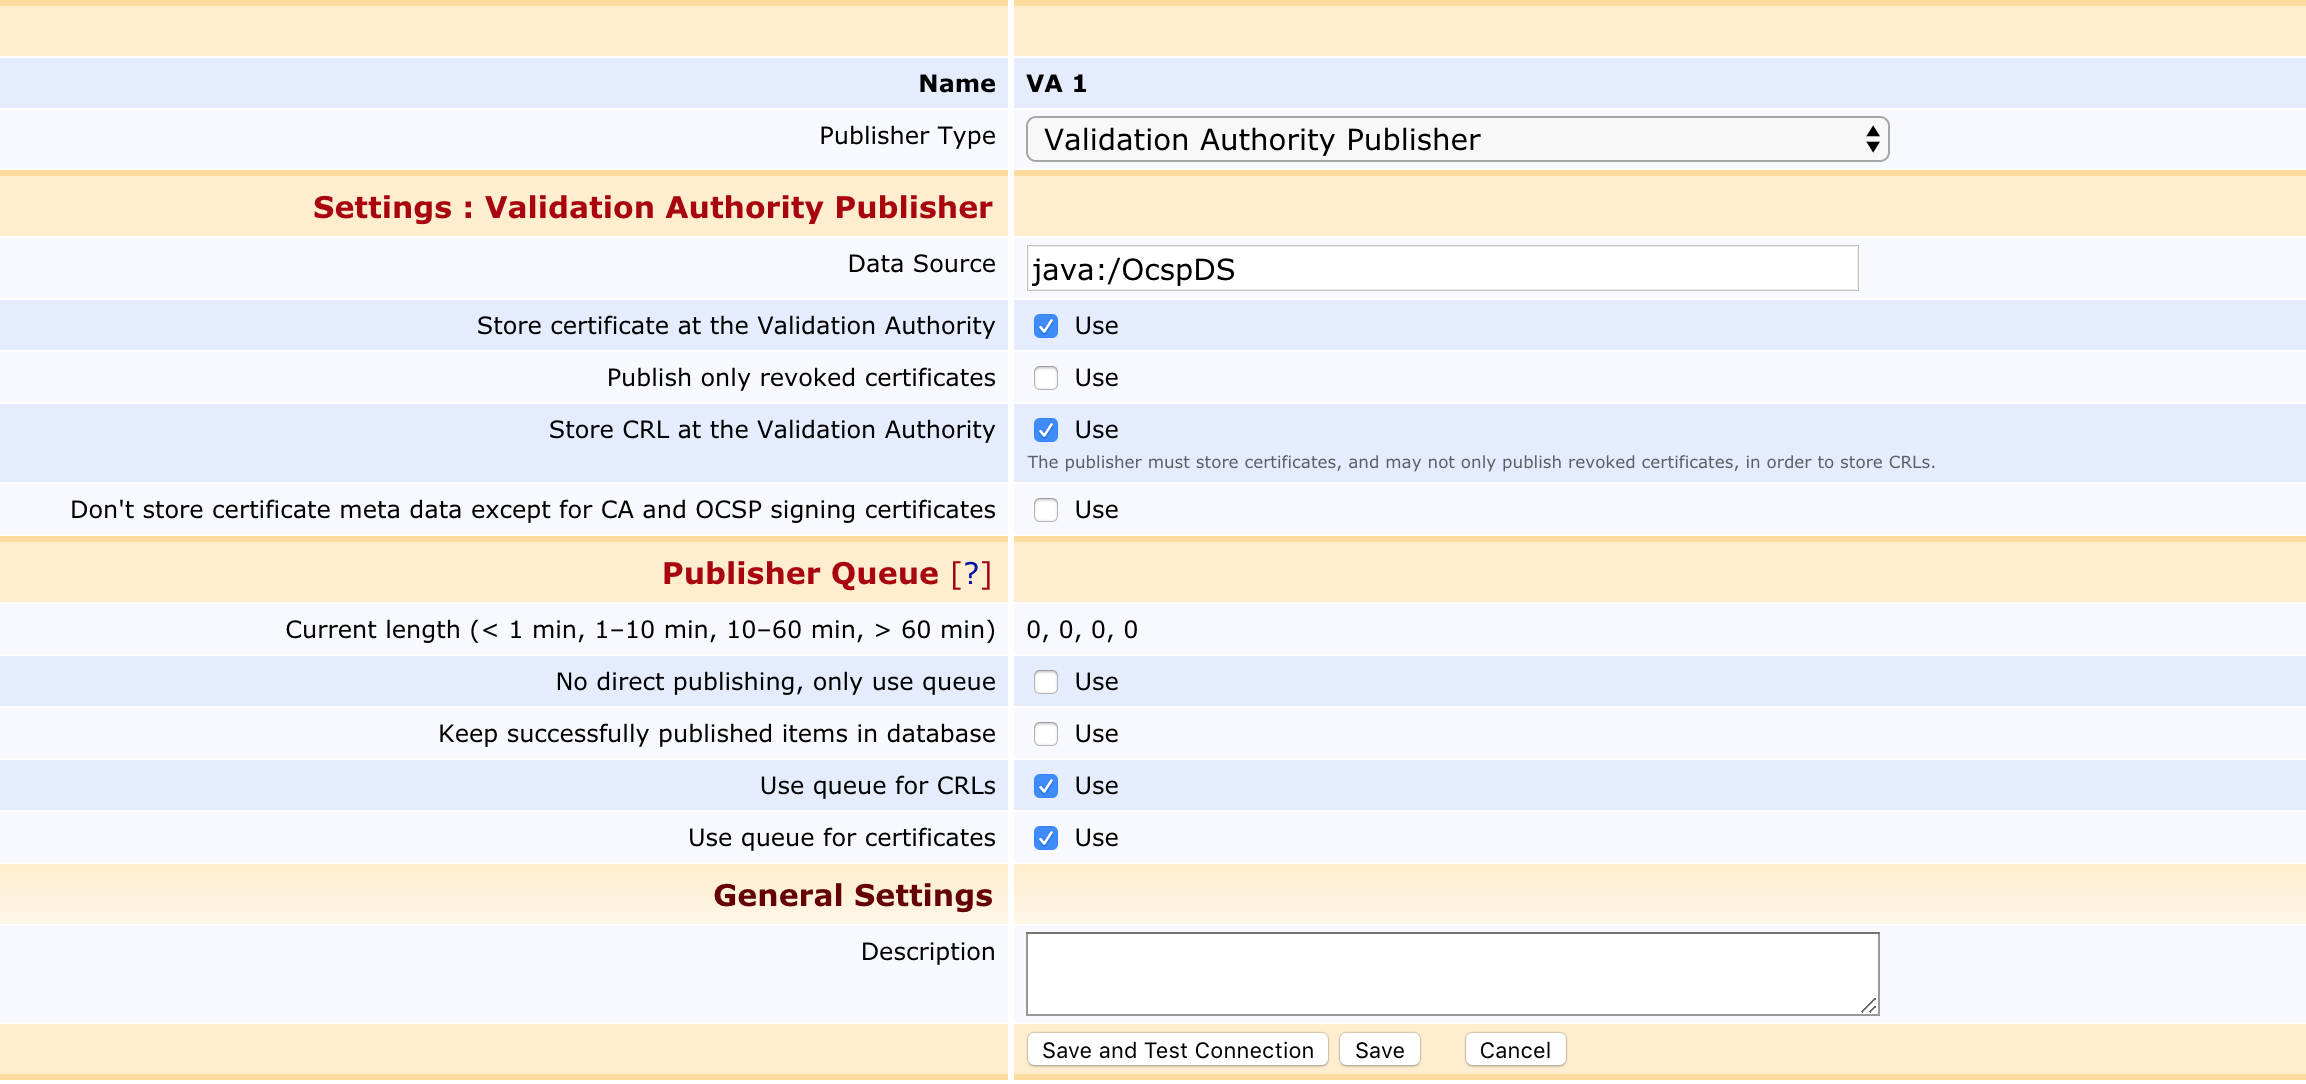 Name VA 1
Publisher Type Validation Authority Publisher
Settings : Validation Authority Publisher
Data Source java:/OcspDS
Store certificate at the Validation Authority Use
Publish only revoked certificates Use
Store CRL at the Validation Authority Use
The publisher must store certificates, and may not only publish revoked certificates, in order to store CRLs.
Don't store certificate meta data except for CA and OCSP signing certificates Use
Publisher Queue [?]
Current length (< 1 min, 1–10 min, 10–60 min, > 60 min) 0, 0, 0, 0
No direct publishing, only use queue Use
Keep successfully published items in database Use
Use queue for CRLs Use
Use queue for certificates Use
General Settings
Description
Save and Test Connection Save Cancel